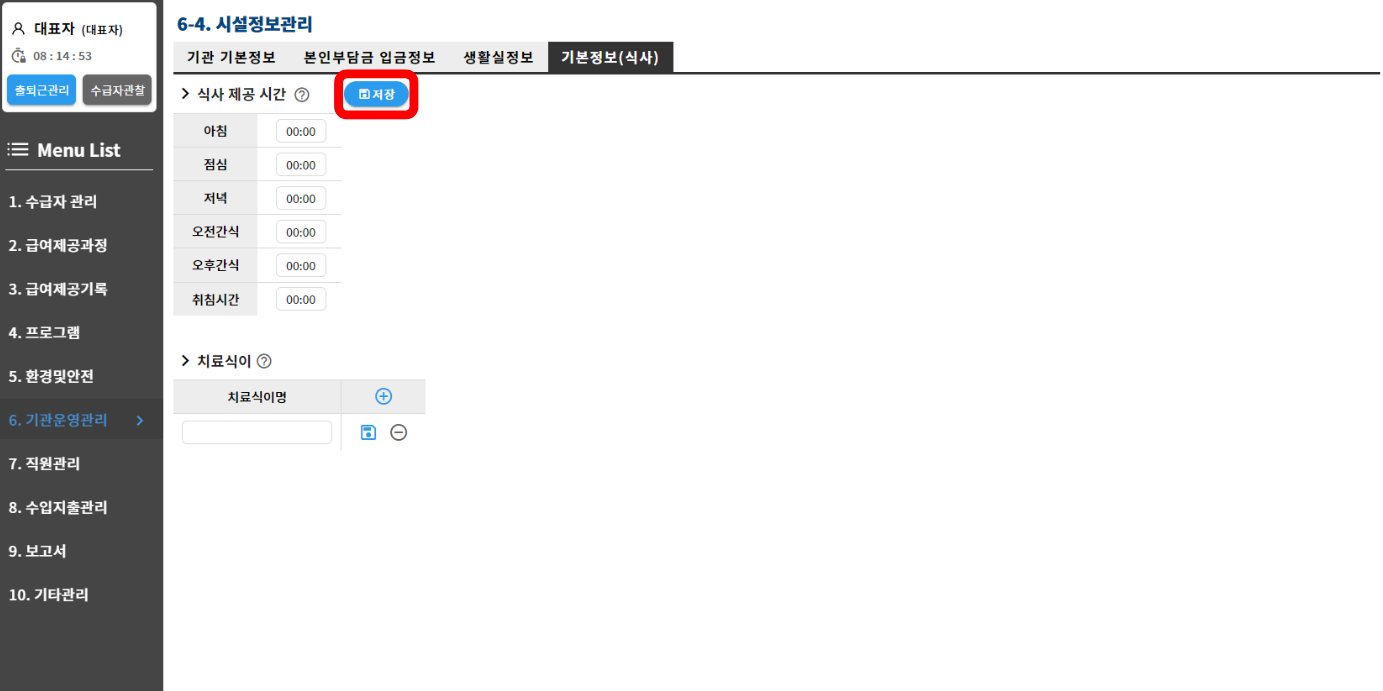 대표자 (대표자)
08 : 14 : 53
출퇴근관리 수급자관찰
Menu List
1. 수급자 관리
2. 급여제공과정
3. 급여제공기록
4. 프로그램
5. 환경및안전
6. 기관운영관리
7. 직원관리
8. 수입지출관리
9. 보고서
10. 기타관리
6-4. 시설정보관리
기관 기본정보 본인부담금 입금정보 생활실정보 기본정보(식사)
식사 제공 시간 저장
아침 00:00
점심 00:00
저녁 00:00
오전간식 00:00
오후간식 00:00
취침시간 00:00
치료식이
치료식이명